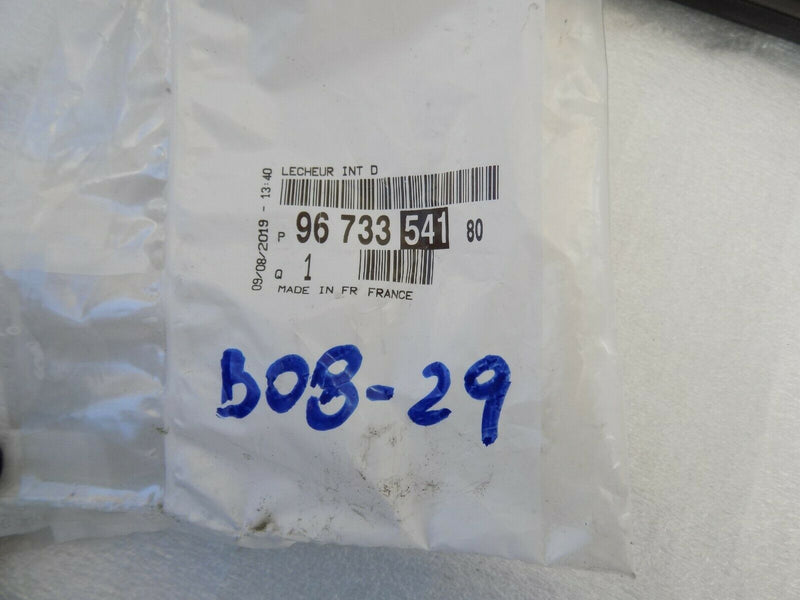 LECHEUR INT D
09/08/2019 - 13:40
P 96 733 541 80
Q 1
MADE IN FR FRANCE
B08-29